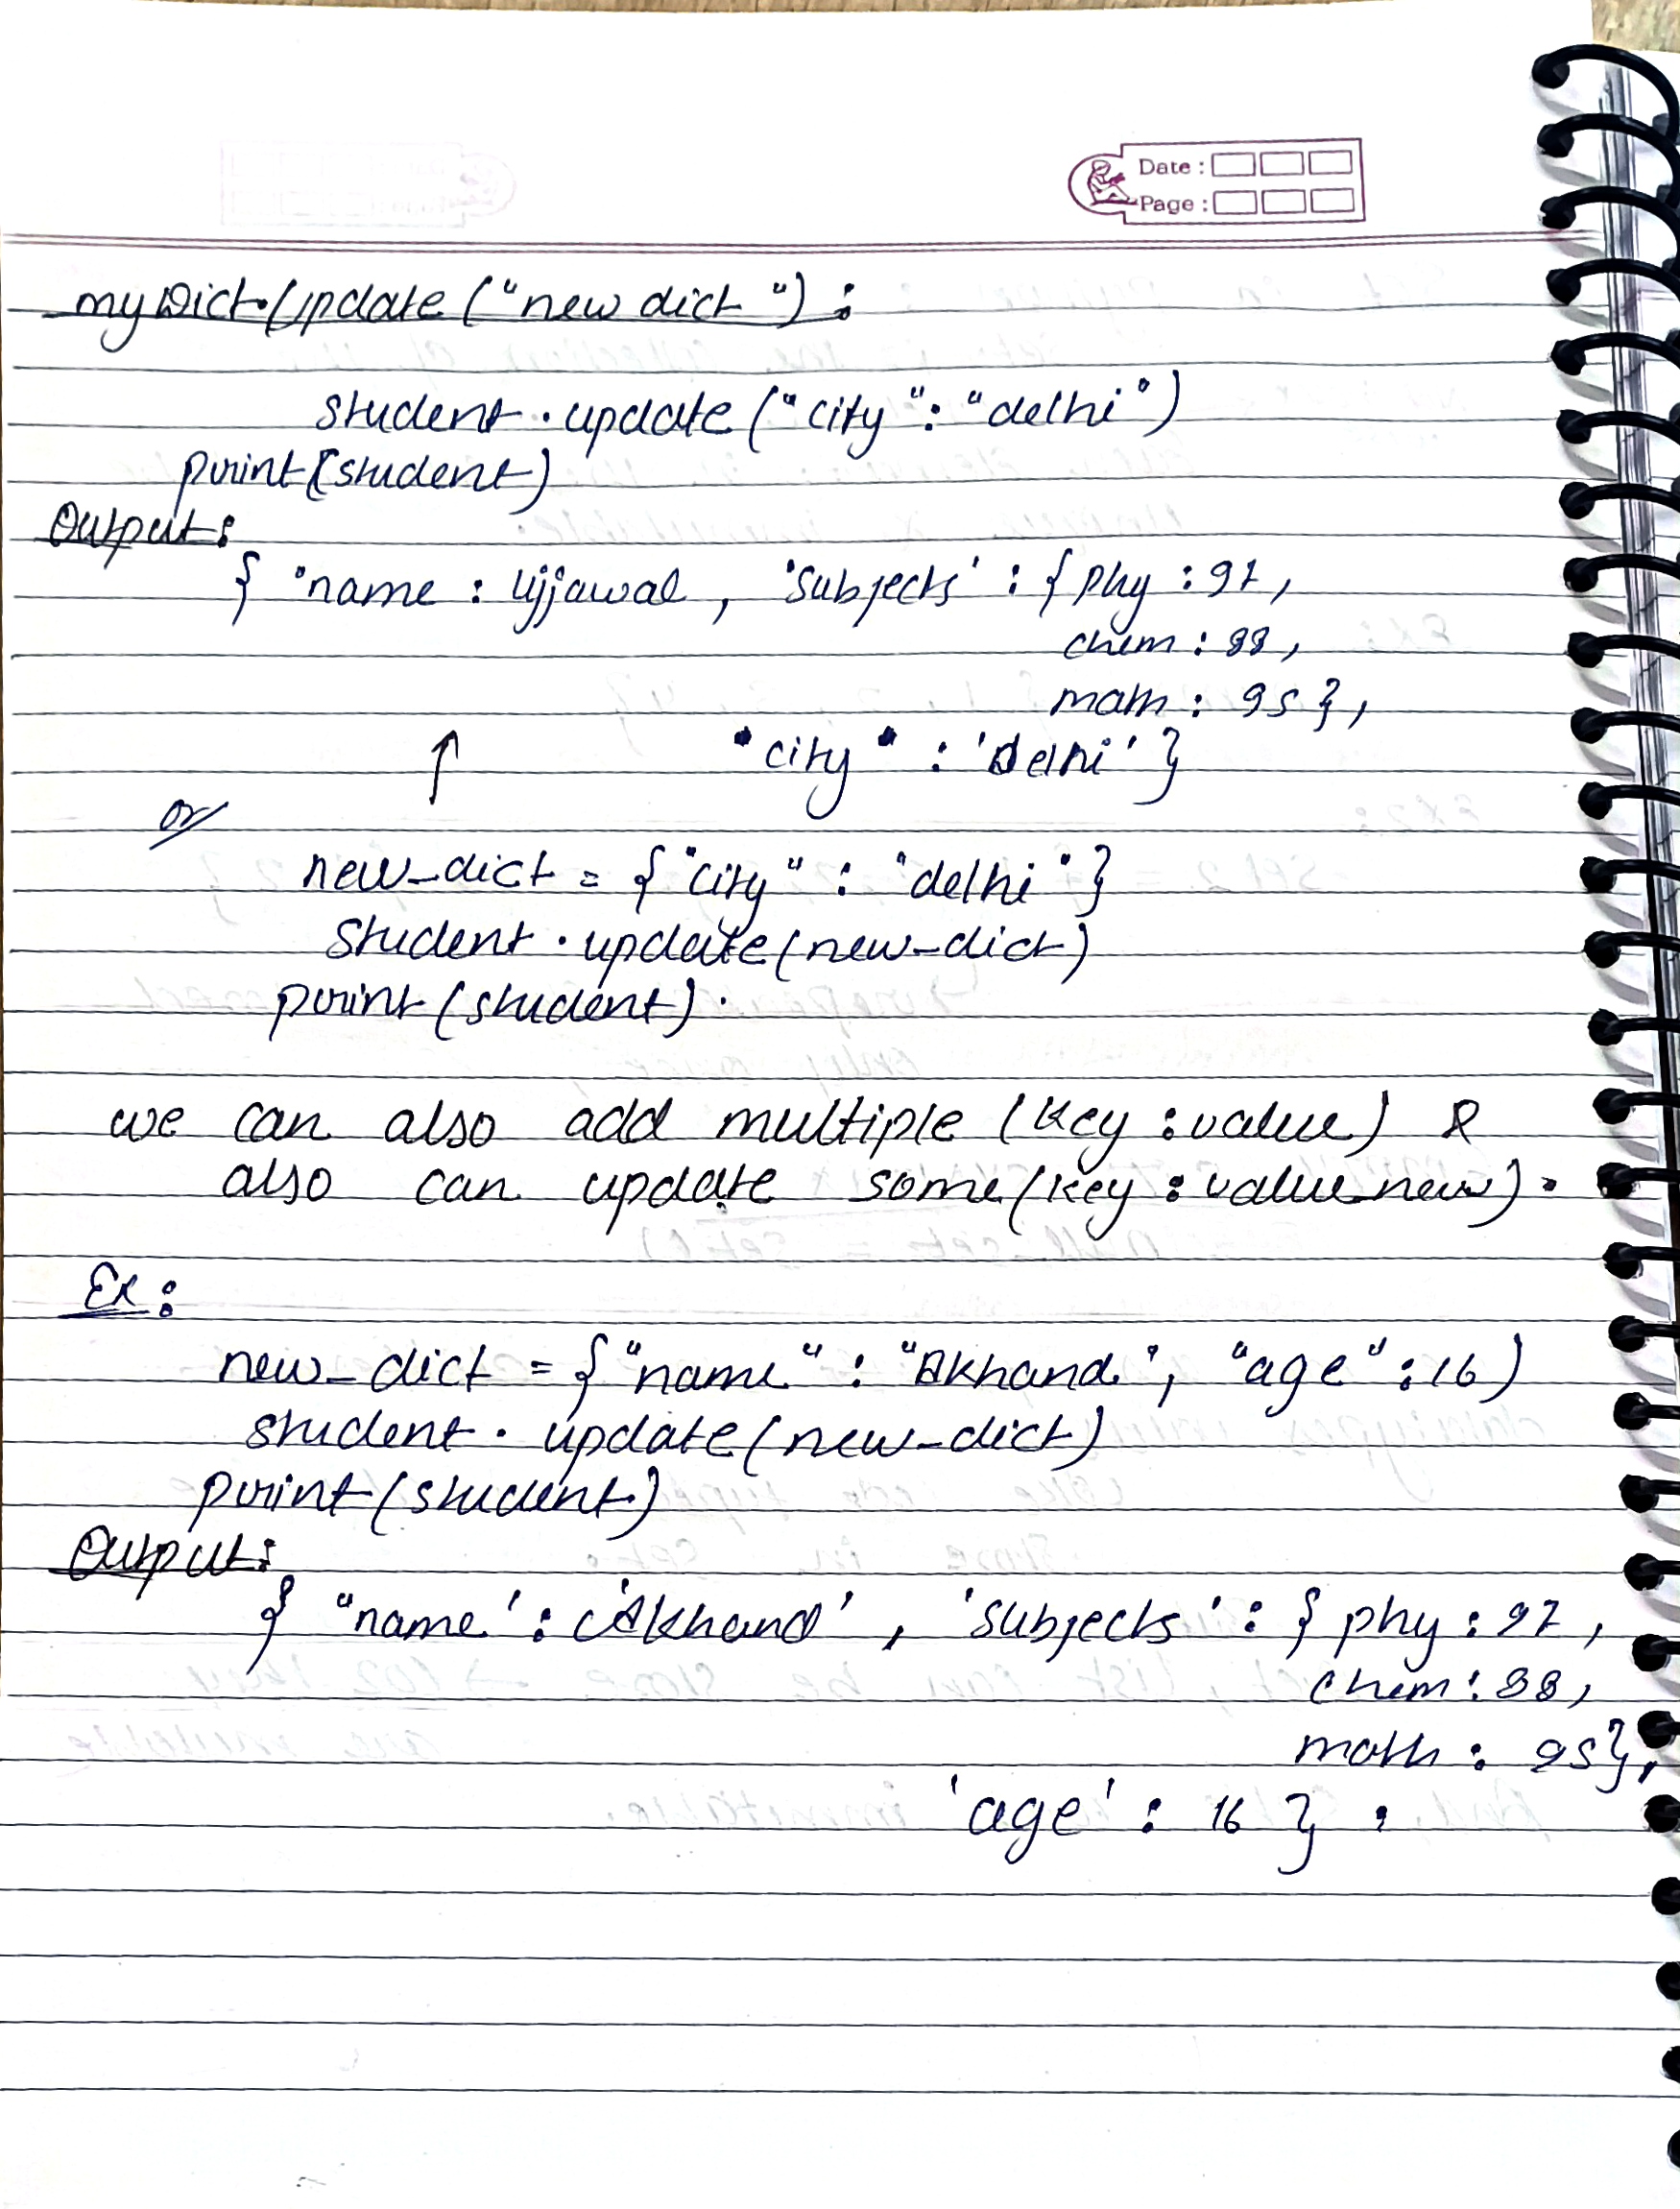 Date :
Page :
myDict.Update ("new dict ") :
student . update ("city " : "delhi")
print (student)
Output :
{ 'name : Ujjawal , 'Subjects' : { phy : 97 ,
chem : 88 ,
math : 95 } ,
"city" : 'Delhi' }
↑
or
new_dict = { "city" : "delhi" }
student . update (new_dict)
print (student) .
we can also add multiple (Key : value) &
also can update some (key : value new) .
Ex :
new_dict = { "name" : "Akhand" , "age" : 16 )
student . update (new_dict)
print (student)
Output :
{ "name' : 'Akhand' , 'Subjects' : { phy : 97 ,
chem : 88 ,
math : 95 } ,
'age' : 16 } :